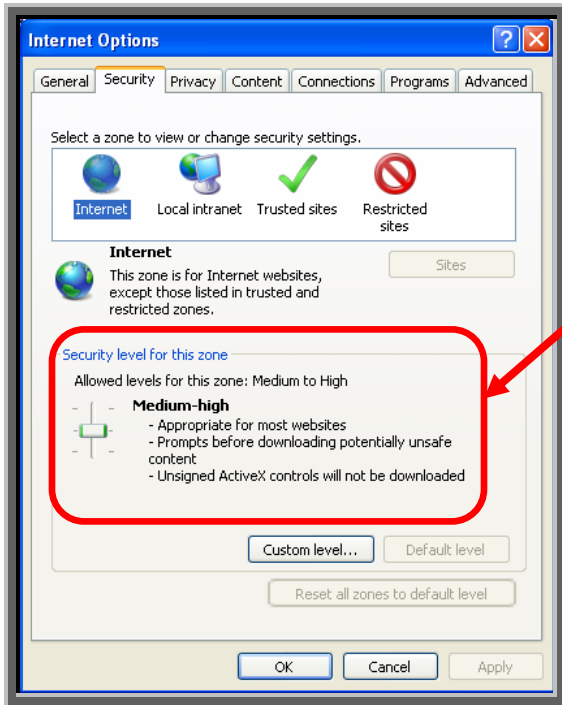 Internet Options
General Security Privacy Content Connections Programs Advanced
Select a zone to view or change security settings.
Internet Local intranet Trusted sites Restricted
sites
Internet
Sites
This zone is for Internet websites,
except those listed in trusted and
restricted zones.
Security level for this zone
Allowed levels for this zone: Medium to High
Medium-high
- Appropriate for most websites
- Prompts before downloading potentially unsafe
content
- Unsigned ActiveX controls will not be downloaded
Custom level... Default level
Reset all zones to default level
OK Cancel Apply